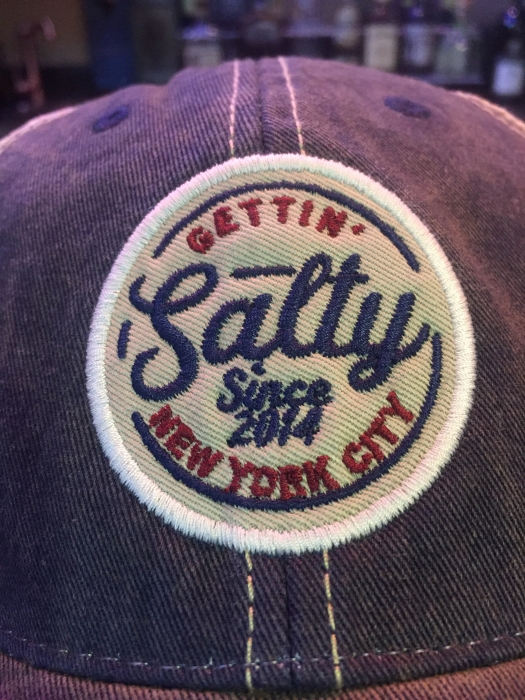 GETTIN'
Salty
Since
2014
NEW YORK CITY